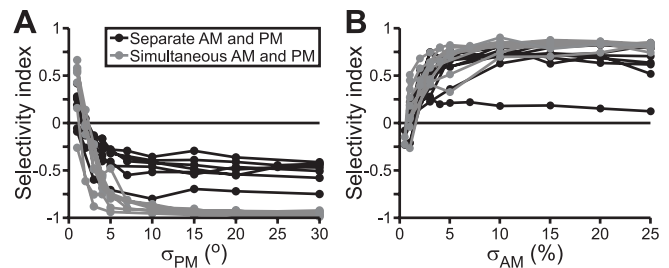 A
Selectivity index
1
0.5
0
-0.5
-1
Separate AM and PM
Simultaneous AM and PM
0 5 10 15 20 25 30
σPM (°)
B
Selectivity index
1
0.5
0
-0.5
-1
0 5 10 15 20 25
σAM (%)